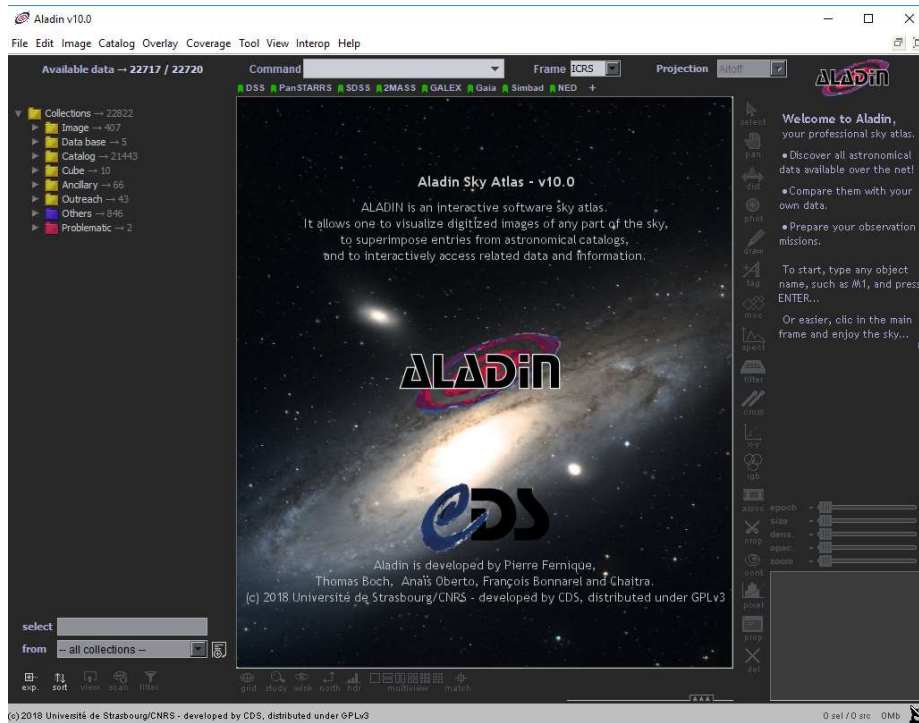 Aladin v10.0
File Edit Image Catalog Overlay Coverage Tool View Interop Help
Available data → 22717 / 22720
Command
Frame ICRS
Projection Aitoff
ALADIN
DSS PanSTARRS SDSS 2MASS GALEX Gaia Simbad NED +
Collections → 22822
Image → 407
Data base → 5
Catalog → 21443
Cube → 10
Ancillary → 66
Outreach → 43
Others → 846
Problematic → 2
Aladin Sky Atlas - v10.0
ALADIN is an interactive software sky atlas.
It allows one to visualize digitized images of any part of the sky,
to superimpose entries from astronomical catalogs,
and to interactively access related data and information.
ALADIN
CDS
Aladin is developed by Pierre Fernique,
Thomas Boch, Anaïs Oberto, François Bonnarel and Chaitra.
(c) 2018 Université de Strasbourg/CNRS - developed by CDS, distributed under GPLv3
select
pan
dist
phot
draw
tag
moc
spect
filter
cross
x-y
rgb
assoc
crop
cont
pixel
prop
del
Welcome to Aladin,
your professional sky atlas.
• Discover all astronomical
data available over the net!
• Compare them with your
own data.
• Prepare your observation
missions.
To start, type any object
name, such as M1, and press
ENTER...
Or easier, clic in the main
frame and enjoy the sky...
epoch
size
dens.
opac.
zoom
select
from -- all collections --
exp. sort view scan filter
grid study wink north hdr multiview match
(c) 2018 Université de Strasbourg/CNRS - developed by CDS, distributed under GPLv3
0 sel / 0 src 0Mb